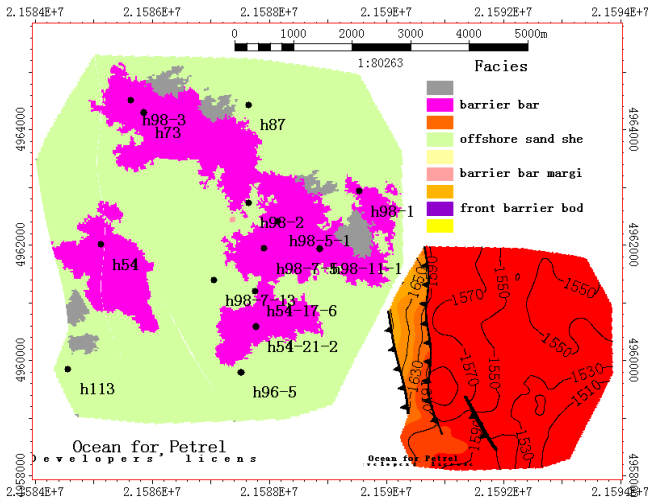 2.1584E+7 2.1586E+7 2.1588E+7 2.159E+7 2.1592E+7 2.1594E+7
0 1000 2000 3000 4000 5000m
1:80263
Facies
barrier bar
offshore sand she
barrier bar margi
front barrier bod
4964000
4962000
4960000
4958000
4964000
4962000
4960000
4958000
h98-3
h73
h87
h98-2
h98-1
h98-5-1
h54
h98-7-5
h98-11-1
h98-7-13
h54-17-6
h54-21-2
h113
h96-5
-1650
-1590
-1570
-1550
-1550
-1550
-1630
-1570
-1550
-1530
-1510
-1530
Ocean for Petrel
Developers, licens
Ocean for Petrel
2.1584E+7 2.1586E+7 2.1588E+7 2.159E+7 2.1592E+7 2.1594E+7